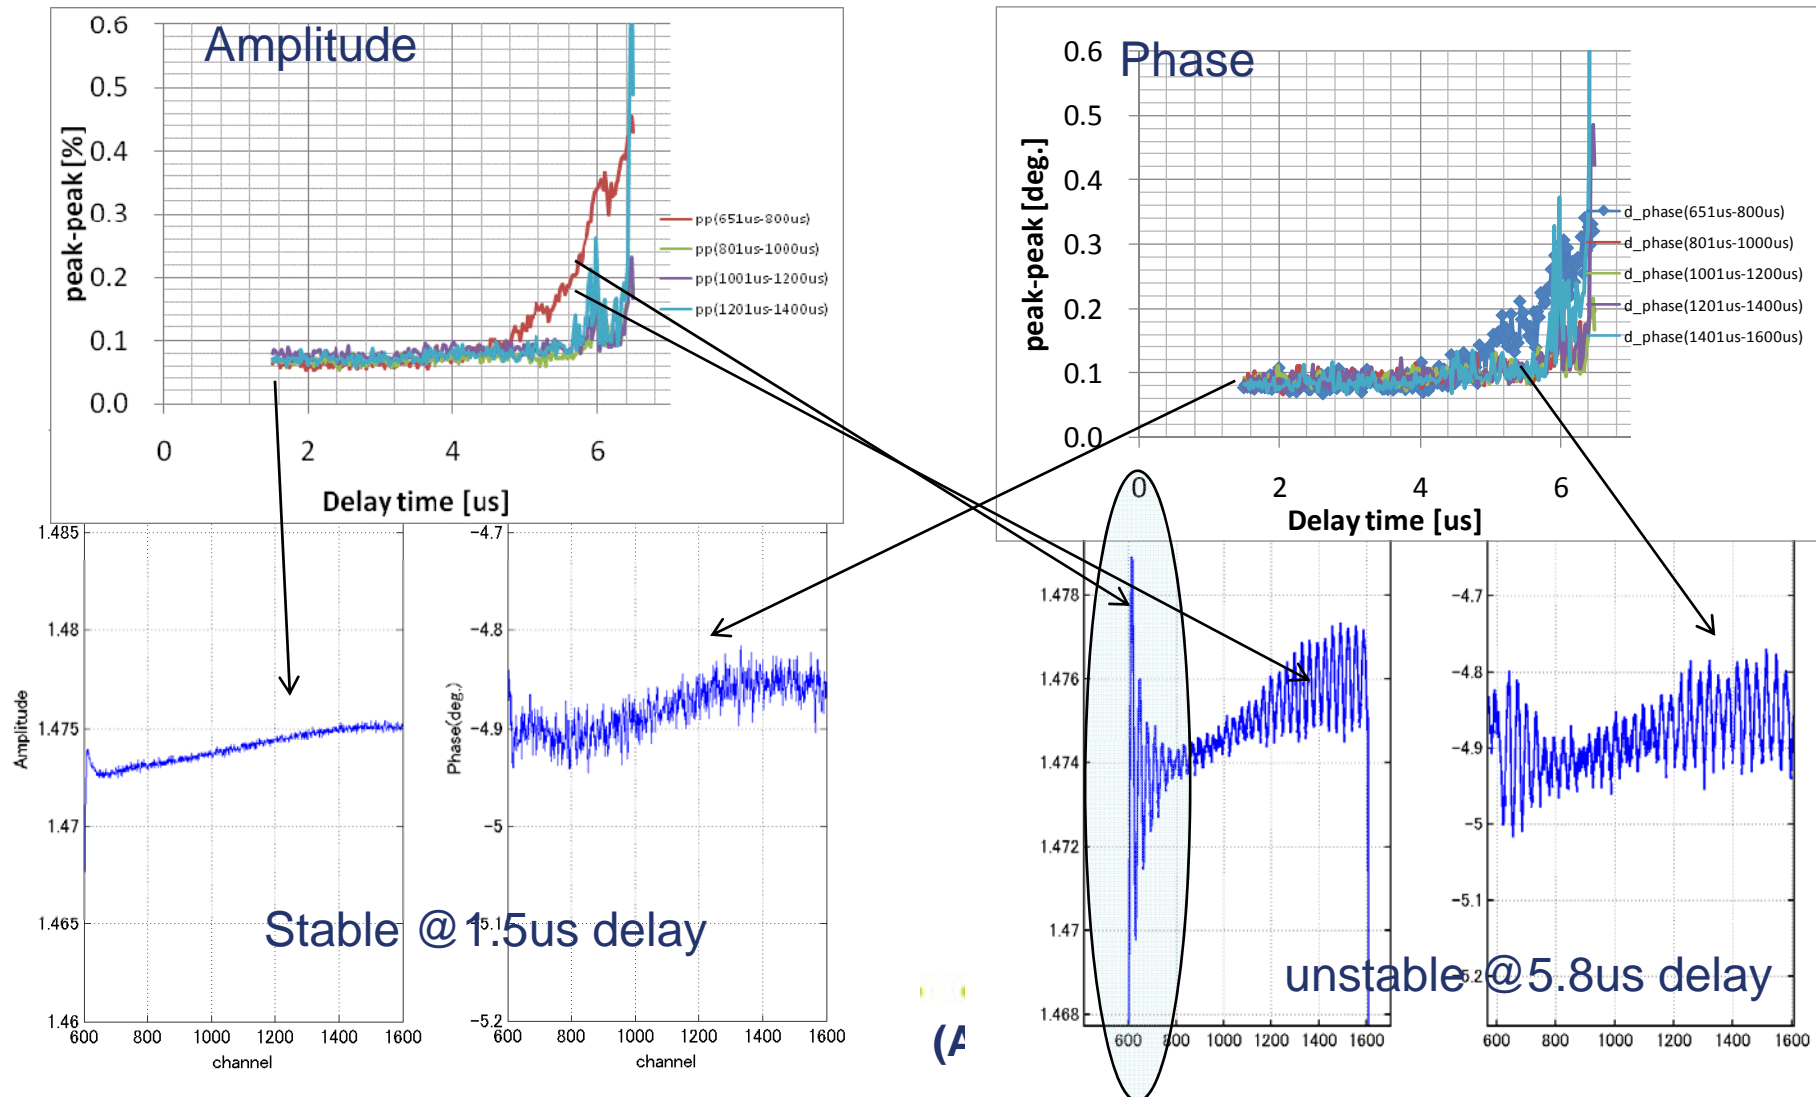 Amplitude
0.6
0.5
0.4
0.3
0.2
0.1
0.0
peak-peak [%]
0 2 4 6
Delay time [us]
pp(651us-800us)
pp(801us-1000us)
pp(1001us-1200us)
pp(1201us-1400us)
Phase
0.6
0.5
0.4
0.3
0.2
0.1
0.0
peak-peak [deg.]
0 2 4 6
Delay time [us]
d_phase(651us-800us)
d_phase(801us-1000us)
d_phase(1001us-1200us)
d_phase(1201us-1400us)
d_phase(1401us-1600us)
1.485
1.48
1.475
1.47
1.465
1.46
Amplitude
600 800 1000 1200 1400 1600
channel
-4.7
-4.8
-4.9
-5
-5.1
-5.2
Phase(deg.)
600 800 1000 1200 1400 1600
channel
Stable @1.5us delay
1.478
1.476
1.474
1.472
1.47
1.468
600 800 1000 1200 1400 1600
-4.7
-4.8
-4.9
-5
-5.1
-5.2
600 800 1000 1200 1400 1600
unstable @5.8us delay
(A